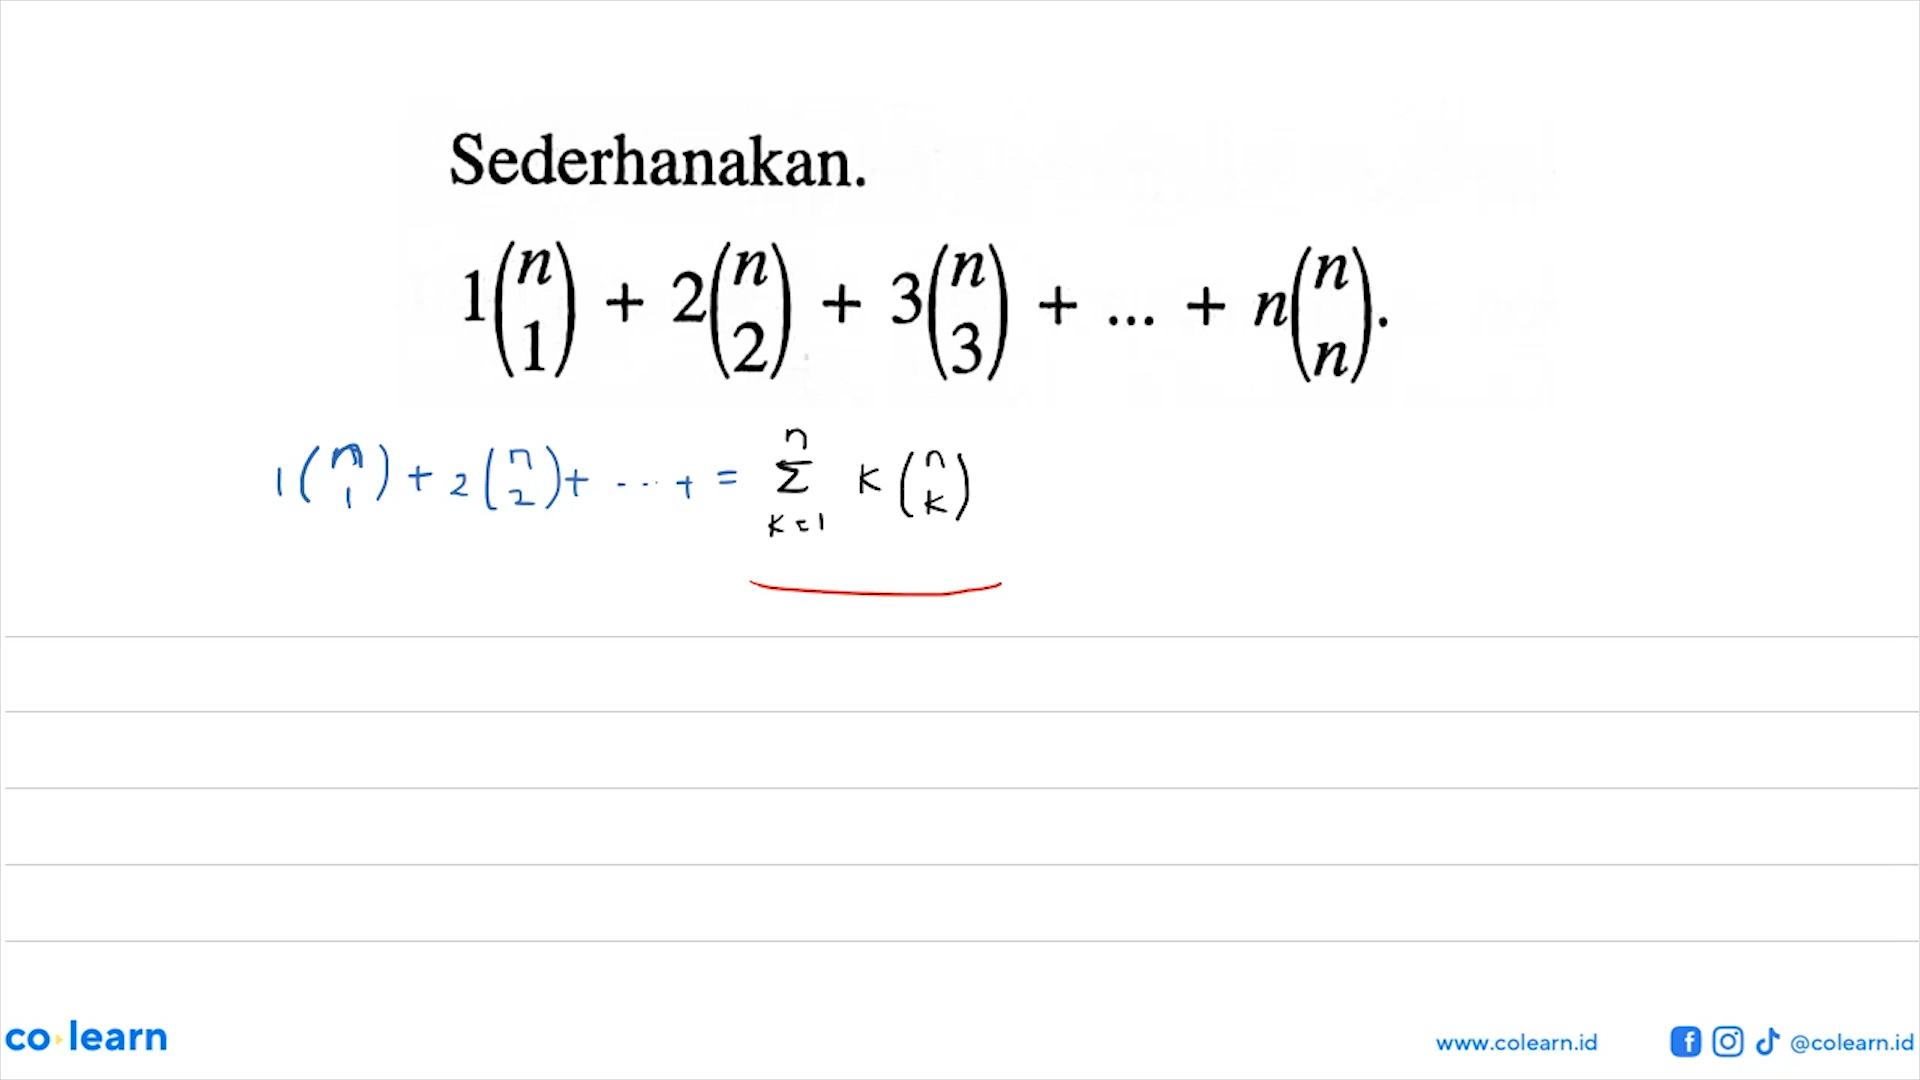 Sederhanakan.
1(n 1) + 2(n 2) + 3(n 3) + ... + n(n n).
1(n 1) + 2(n 2) + ... + = n Σ k=1 k(n k)
co learn
www.colearn.id @colearn.id